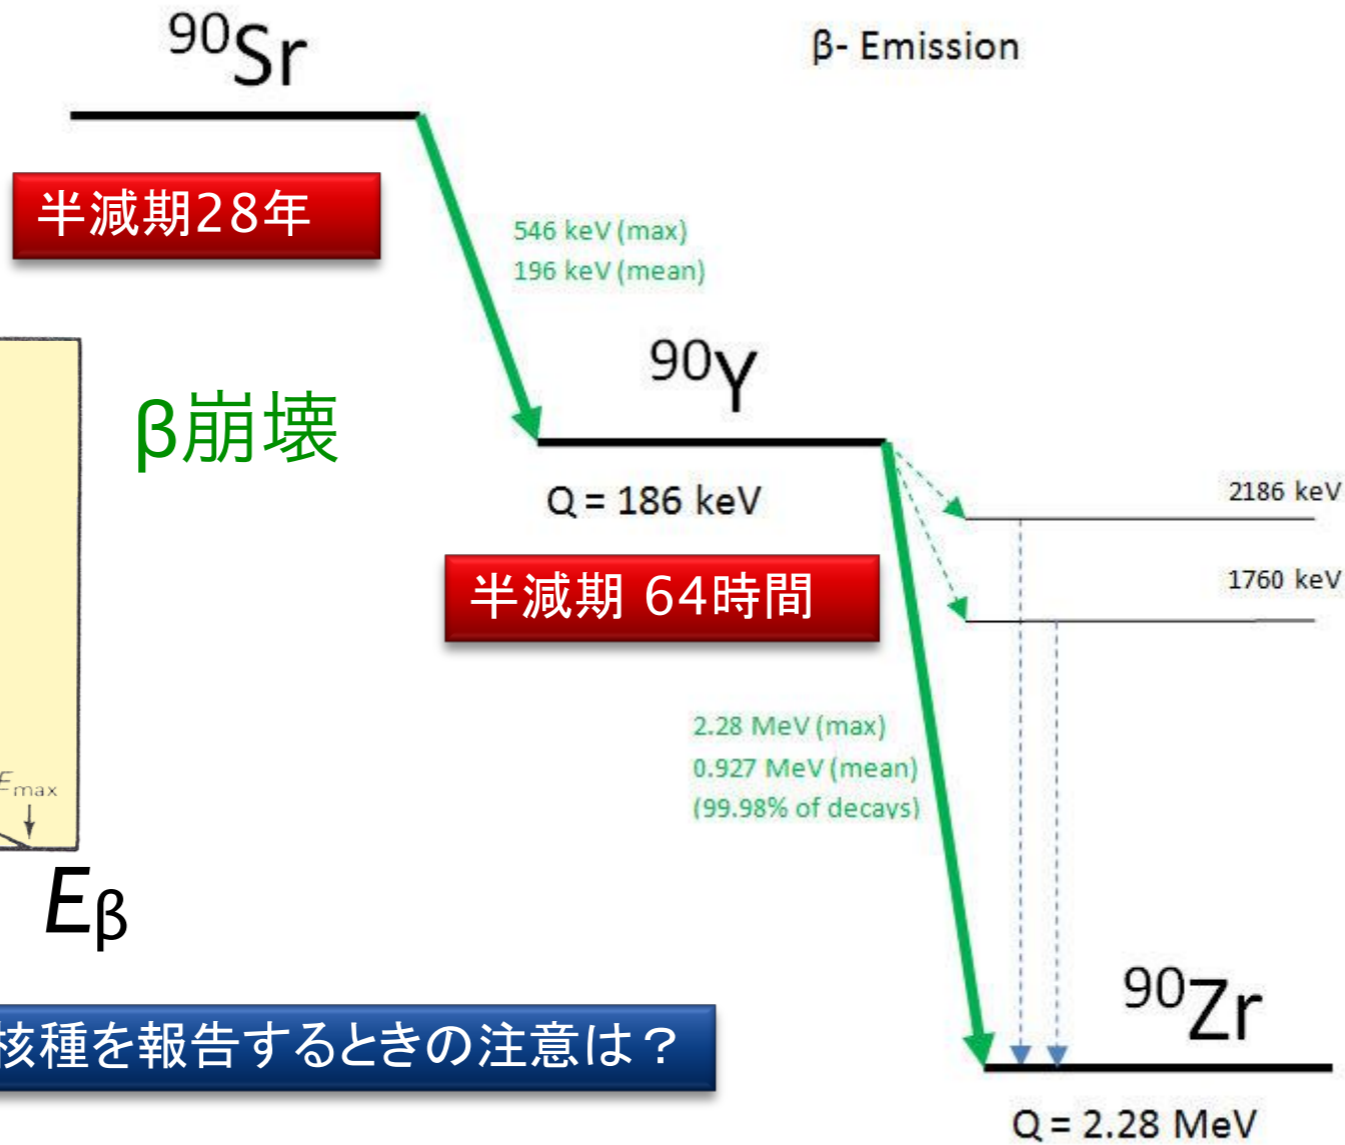 ⁹⁰Sr
β- Emission
半減期28年
546 keV (max)
196 keV (mean)
⁹⁰Y
β崩壊
Q = 186 keV
2186 keV
半減期 64時間
1760 keV
2.28 MeV (max)
0.927 MeV (mean)
(99.98% of decays)
Emax
Eβ
⁹⁰Zr
核種を報告するときの注意は？
Q = 2.28 MeV